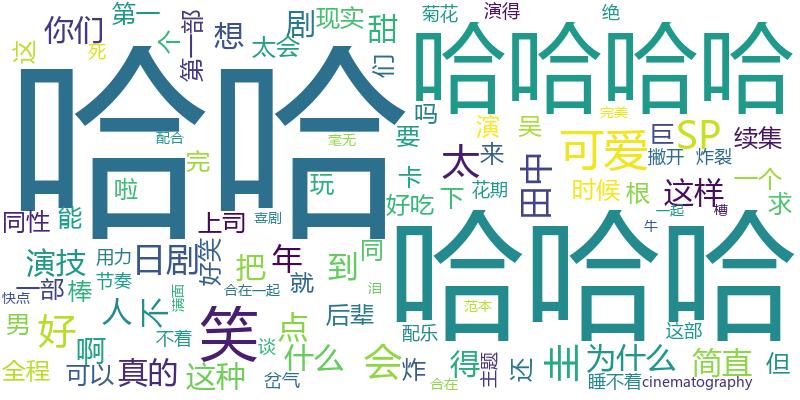 哈哈
哈哈哈哈
哈哈哈
你们
第一
个
第一部
想
太会
剧
现实
甜
们
菊花
演得
绝
这
死
配合
毫无
吗
要
演
吴
完美
可爱
巨
SP
续集
撇开
炸裂
太
来
田中
完
玩
卡
好吃
下
花期
时候
根
这样
一个
求
啦
同性
能
上司
喜剧
一起
槽
牛
演技
用力
节奏
日剧
好笑
把
年
到
同
就
一部
棒
快点
满面
合在一起
泪
人
不
不着
笑
点
后辈
配乐
范本
这部
男
好
啊
谈
什么
会
炸
得
主题
还
主
为什么
简直
但
全程
可以
真的
这种
岔气
合在
睡不着
cinematography